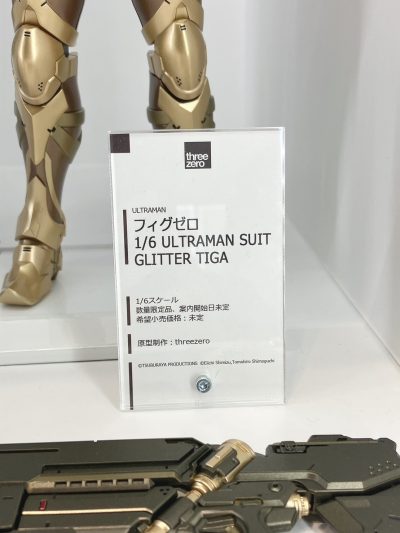 three
zero
ULTRAMAN
フィグゼロ
1/6 ULTRAMAN SUIT
GLITTER TIGA
1/6スケール
数量限定品、案内開始日未定
希望小売価格：未定
原型制作：threezero
©TSUBURAYA PRODUCTIONS ©Eiichi Shimizu,Tomohiro Shimoguchi